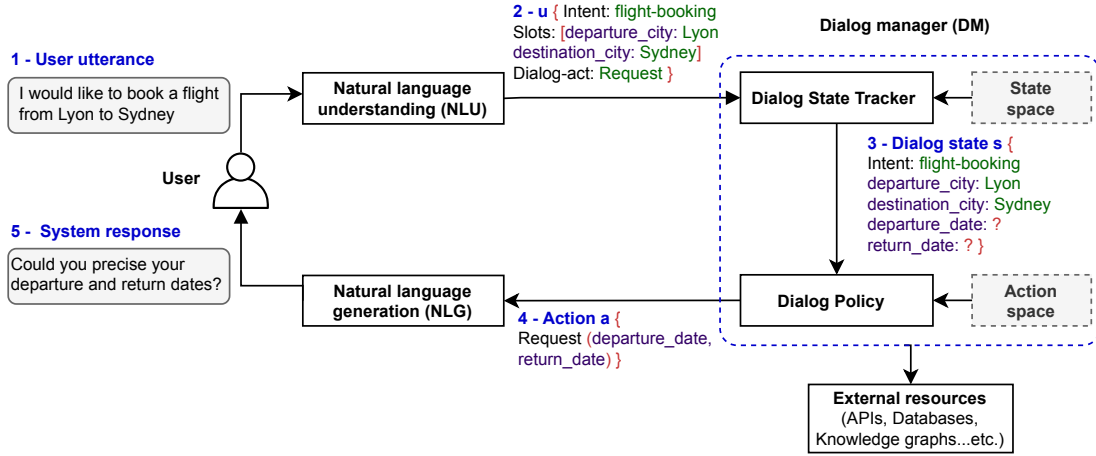 1 - User utterance
I would like to book a flight
from Lyon to Sydney
Natural language
understanding (NLU)
2 - u { Intent: flight-booking
Slots: [departure_city: Lyon
destination_city: Sydney]
Dialog-act: Request }
Dialog manager (DM)
Dialog State Tracker
State
space
3 - Dialog state s {
Intent: flight-booking
departure_city: Lyon
destination_city: Sydney
departure_date: ?
return_date: ? }
User
5 -  System response
Could you precise your
departure and return dates?
Natural language
generation (NLG)
4 - Action a {
Request (departure_date,
return_date) }
Dialog Policy
Action
space
External resources
(APIs, Databases,
Knowledge graphs...etc.)